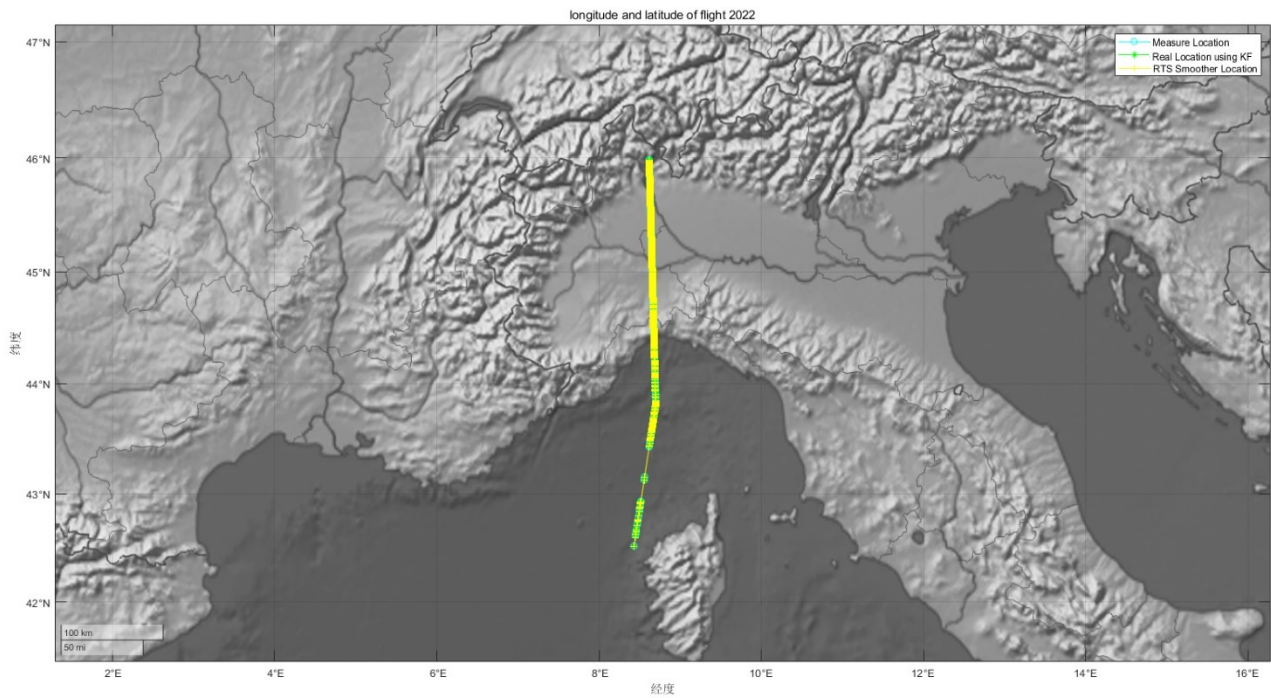 longitude and latitude of flight 2022
Measure Location
Real Location using KF
RTS Smoother Location
47°N
46°N
45°N
44°N
43°N
42°N
纬度
100 km
50 mi
2°E
4°E
6°E
8°E
10°E
12°E
14°E
16°E
经度